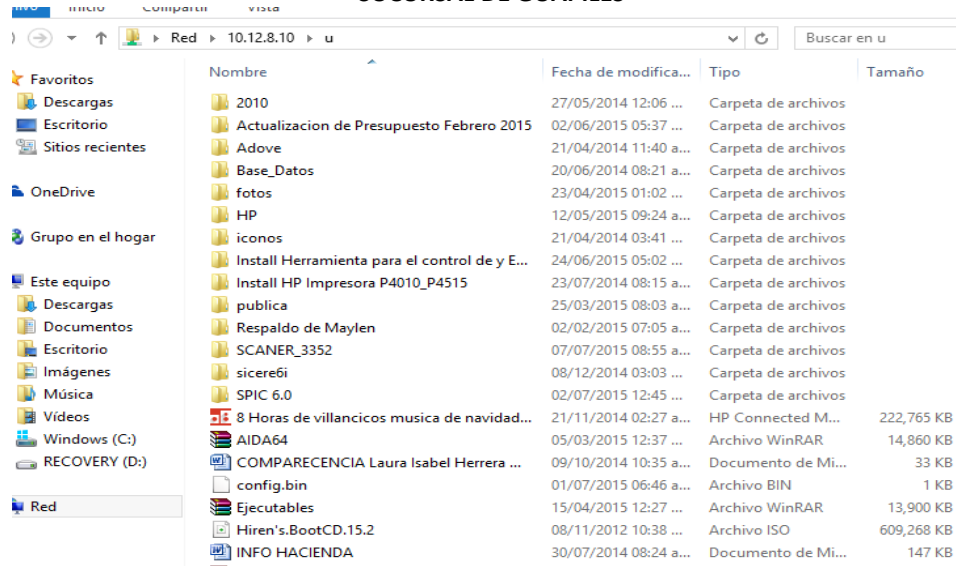 Inicio Compartir Vista
Red 10.12.8.10 u
Buscar en u
Favoritos
Descargas
Escritorio
Sitios recientes
OneDrive
Grupo en el hogar
Este equipo
Descargas
Documentos
Escritorio
Imágenes
Música
Vídeos
Windows (C:)
RECOVERY (D:)
Red
Nombre Fecha de modifica... Tipo Tamaño
2010 27/05/2014 12:06 ... Carpeta de archivos
Actualizacion de Presupuesto Febrero 2015 02/06/2015 05:37 ... Carpeta de archivos
Adove 21/04/2014 11:40 a... Carpeta de archivos
Base_Datos 20/06/2014 08:21 a... Carpeta de archivos
fotos 23/04/2015 01:02 ... Carpeta de archivos
HP 12/05/2015 09:24 a... Carpeta de archivos
iconos 21/04/2014 03:41 ... Carpeta de archivos
Install Herramienta para el control de y E... 24/06/2015 05:02 ... Carpeta de archivos
Install HP Impresora P4010_P4515 23/07/2014 08:15 a... Carpeta de archivos
publica 25/03/2015 08:03 a... Carpeta de archivos
Respaldo de Maylen 02/02/2015 07:05 a... Carpeta de archivos
SCANER_3352 07/07/2015 08:55 a... Carpeta de archivos
sicere6i 08/12/2014 03:03 ... Carpeta de archivos
SPIC 6.0 02/07/2015 12:45 ... Carpeta de archivos
8 Horas de villancicos musica de navidad... 21/11/2014 02:27 a... HP Connected M... 222,765 KB
AIDA64 05/03/2015 12:37 ... Archivo WinRAR 14,860 KB
COMPARECENCIA Laura Isabel Herrera ... 09/10/2014 10:35 a... Documento de Mi... 33 KB
config.bin 01/07/2015 06:46 a... Archivo BIN 1 KB
Ejecutables 15/04/2015 12:27 ... Archivo WinRAR 13,900 KB
Hiren's.BootCD.15.2 08/11/2012 10:38 ... Archivo ISO 609,268 KB
INFO HACIENDA 30/07/2014 08:24 a... Documento de Mi... 147 KB